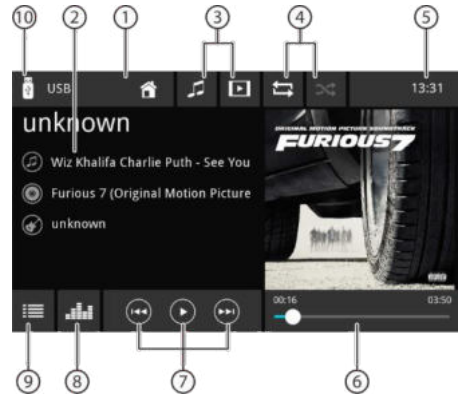 10 1 2 3 4 5
USB 13:31
unknown
ORIGINAL MOTION PICTURE SOUNDTRACK
FURIOUS 7
Wiz Khalifa Charlie Puth - See You
Furious 7 (Original Motion Picture
unknown
00:16 03:50
9 8 7 6